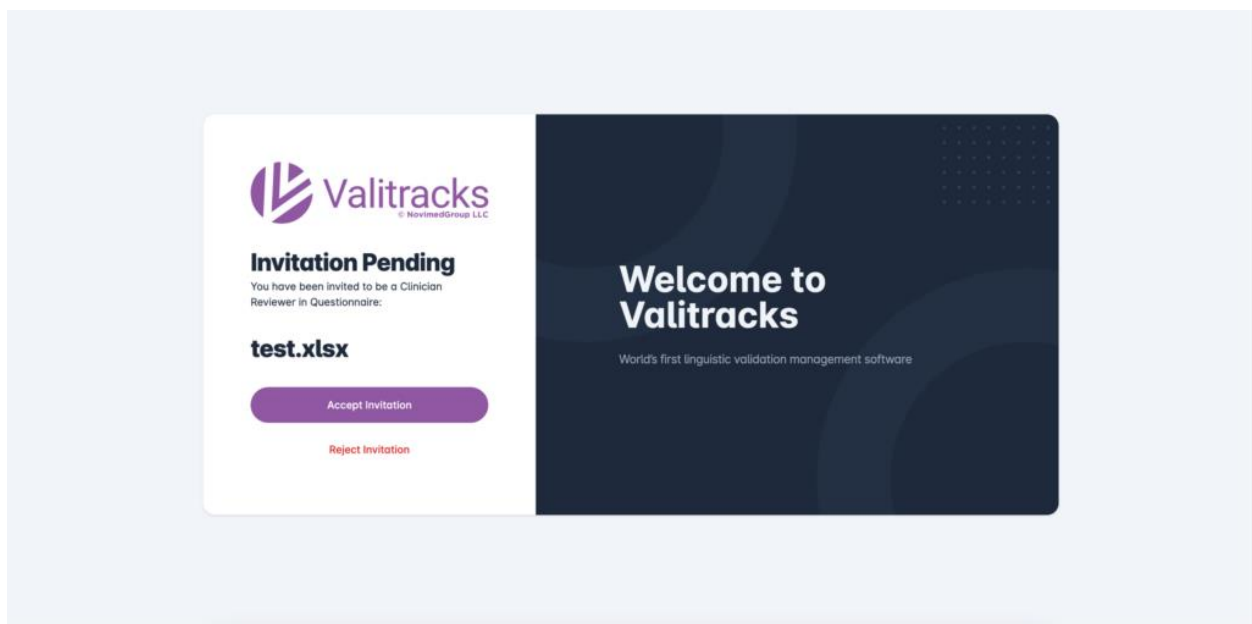 Valitracks
© NovimedGroup LLC
Invitation Pending
You have been invited to be a Clinician
Reviewer in Questionnaire:
test.xlsx
Accept Invitation
Reject Invitation
Welcome to
Valitracks
World's first linguistic validation management software